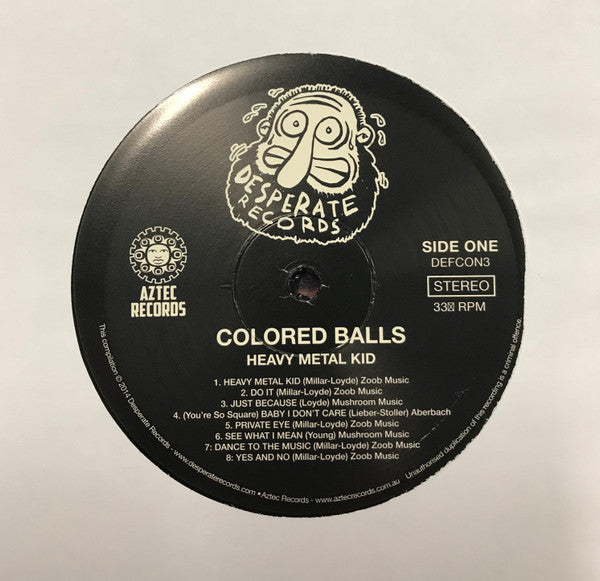 DESPERATE
RECORDS
AZTEC
RECORDS
SIDE ONE
DEFCON3
STEREO
33 RPM
COLORED BALLS
HEAVY METAL KID
1. HEAVY METAL KID (Millar-Loyde) Zoob Music
2. DO IT (Millar-Loyde) Zoob Music
3. JUST BECAUSE (Loyde) Mushroom Music
4. (You're So Square) BABY I DON'T CARE (Lieber-Stoller) Aberbach
5. PRIVATE EYE (Millar-Loyde) Zoob Music
6. SEE WHAT I MEAN (Young) Mushroom Music
7: DANCE TO THE MUSIC (Millar-Loyde) Zoob Music
8: YES AND NO (Millar-Loyde) Zoob Music
This compilation © 2014 Desperate Records - www.desperaterecords.com • Aztec Records - www.aztecrecords.com.au
Unauthorised duplication of this recording is a criminal offence.